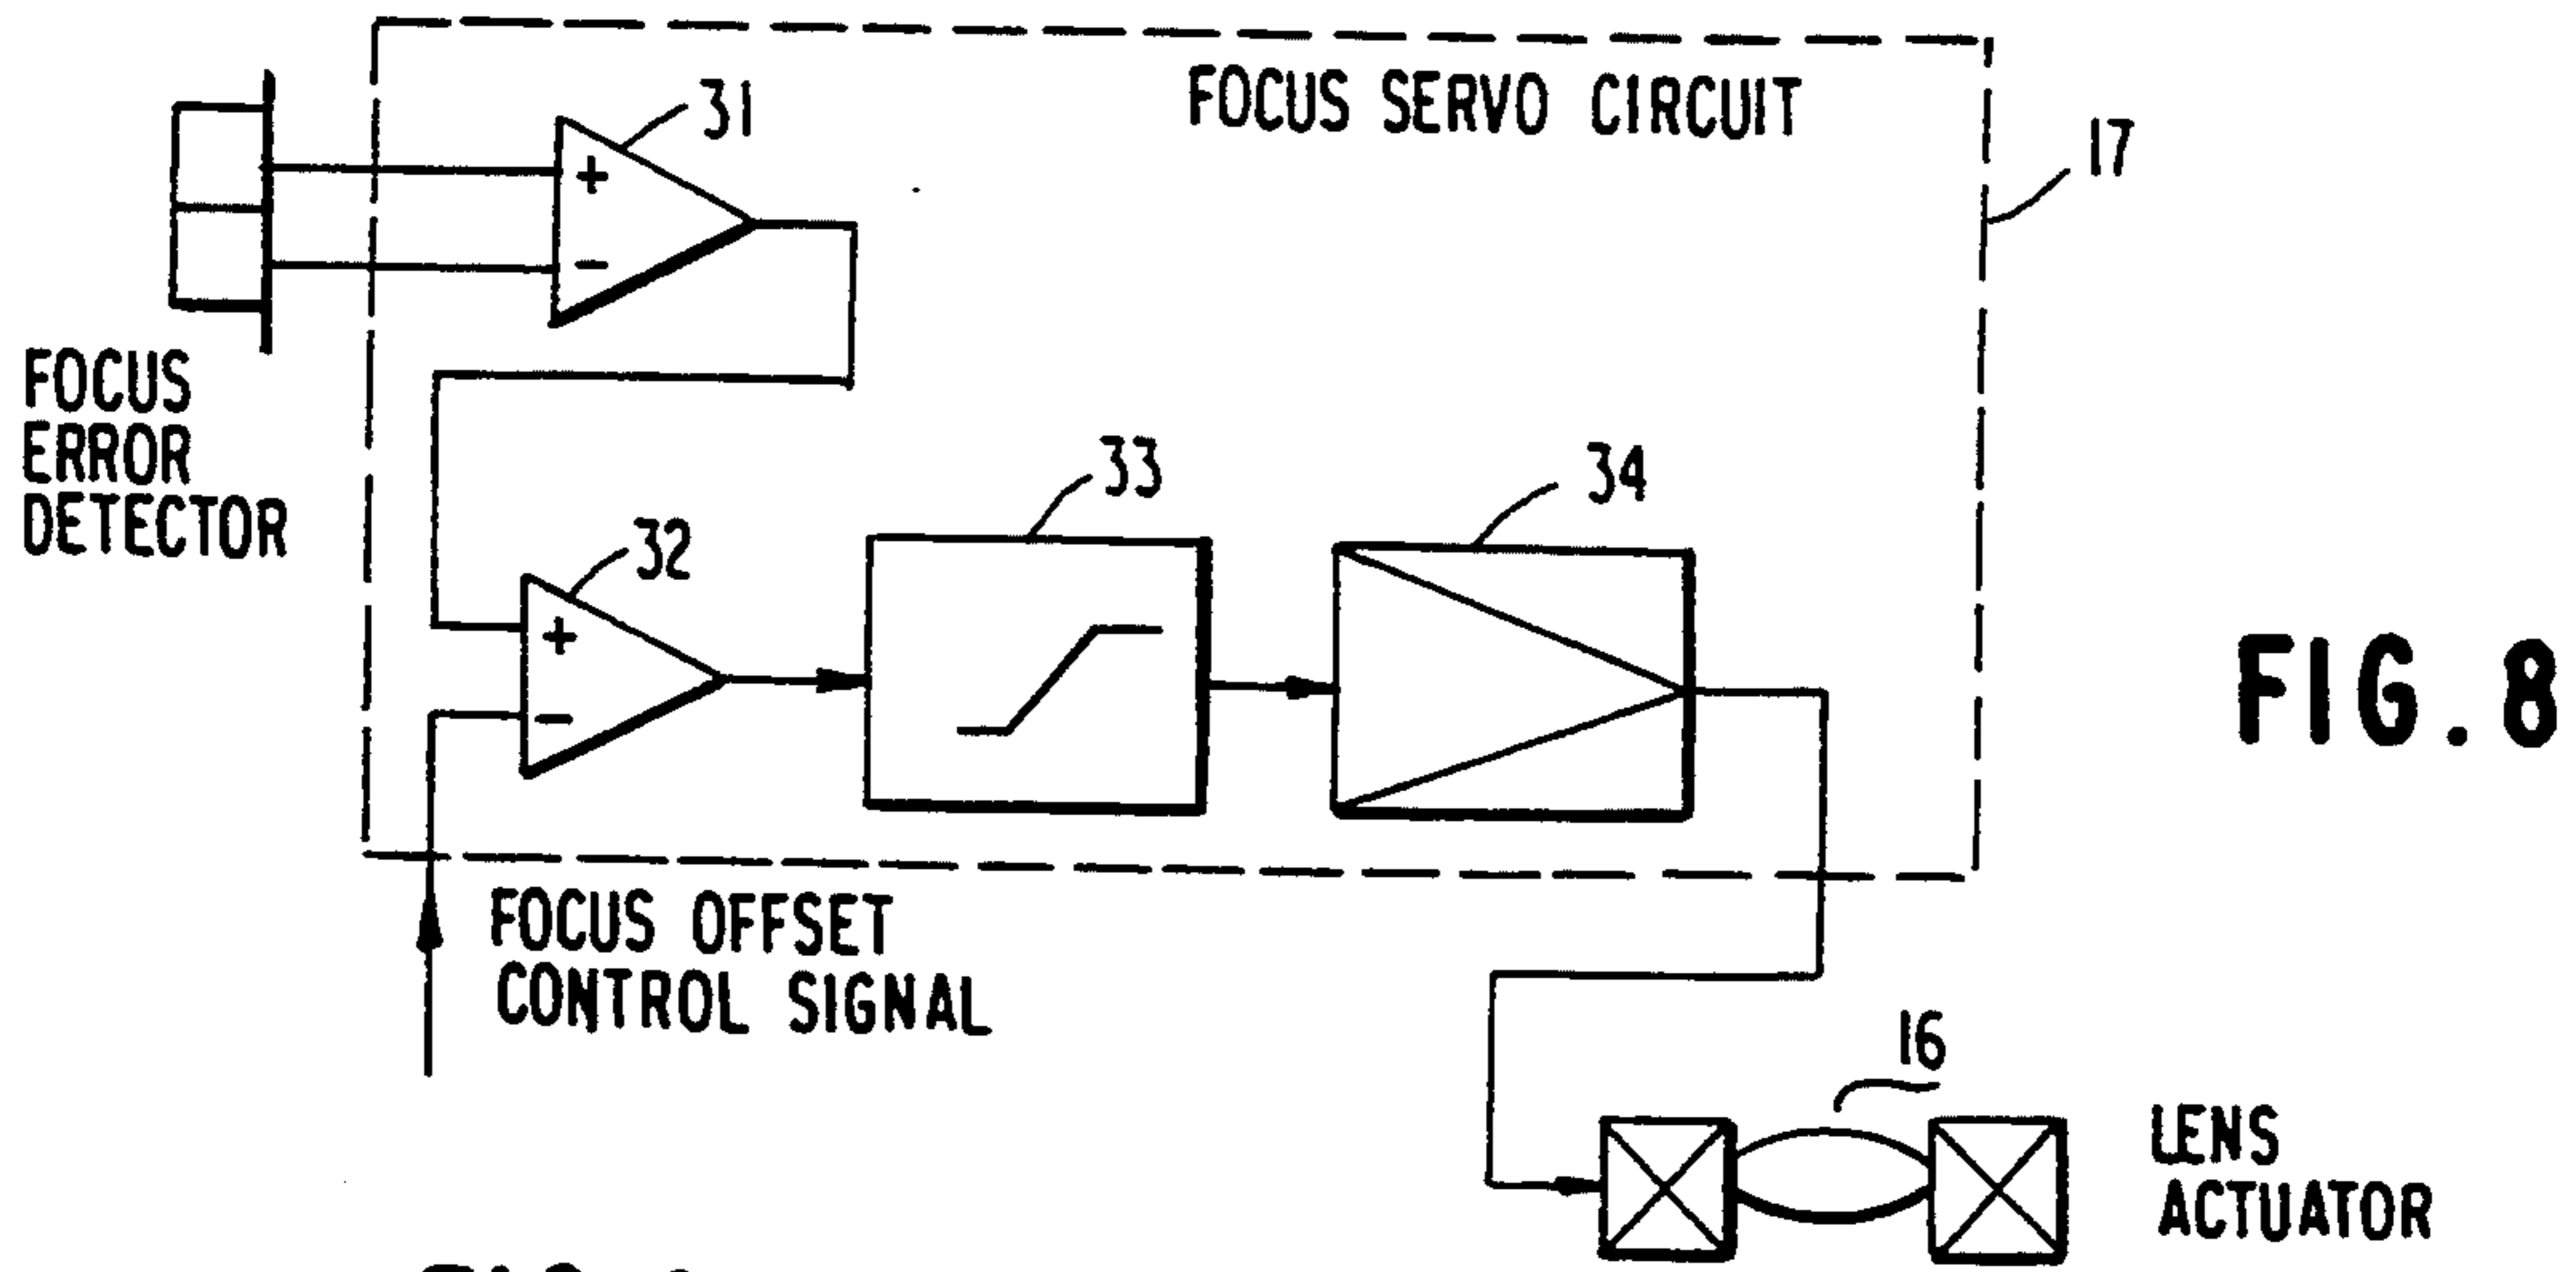 FOCUS SERVO CIRCUIT
31
17
+
-
FOCUS
ERROR
DETECTOR
33
34
32
+
-
FIG. 8
FOCUS OFFSET
CONTROL SIGNAL
16
LENS
ACTUATOR